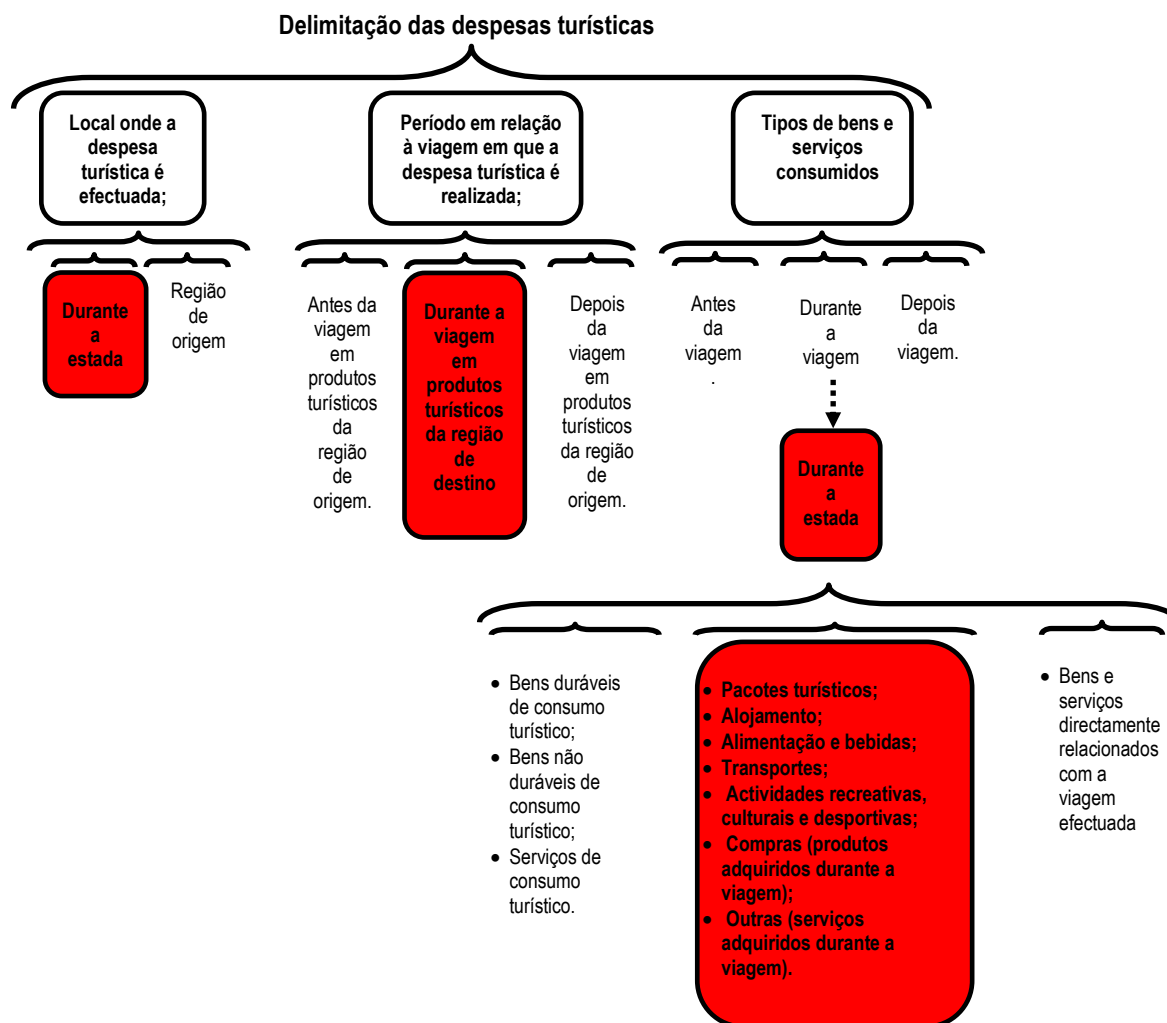 Delimitação das despesas turísticas
Local onde a
despesa
turística é
efectuada;
Período em relação
à viagem em que a
despesa turística é
realizada;
Tipos de bens e
serviços
consumidos
Durante
a
estada
Região
de
origem
Antes da
viagem
em
produtos
turísticos
da
região
de
origem.
Durante a
viagem
em
produtos
turísticos
da região
de
destino
Depois
da
viagem
em
produtos
turísticos
da região
de
origem.
Antes
da
viagem
.
Durante
a
viagem
Depois
da
viagem.
Durante
a
estada
• Bens duráveis
de consumo
turístico;
• Bens não
duráveis de
consumo
turístico;
• Serviços de
consumo
turístico.
• Pacotes turísticos;
• Alojamento;
• Alimentação e bebidas;
• Transportes;
• Actividades recreativas,
culturais e desportivas;
• Compras (produtos
adquiridos durante a
viagem);
• Outras (serviços
adquiridos durante a
viagem).
• Bens e
serviços
directamente
relacionados
com a
viagem
efectuada